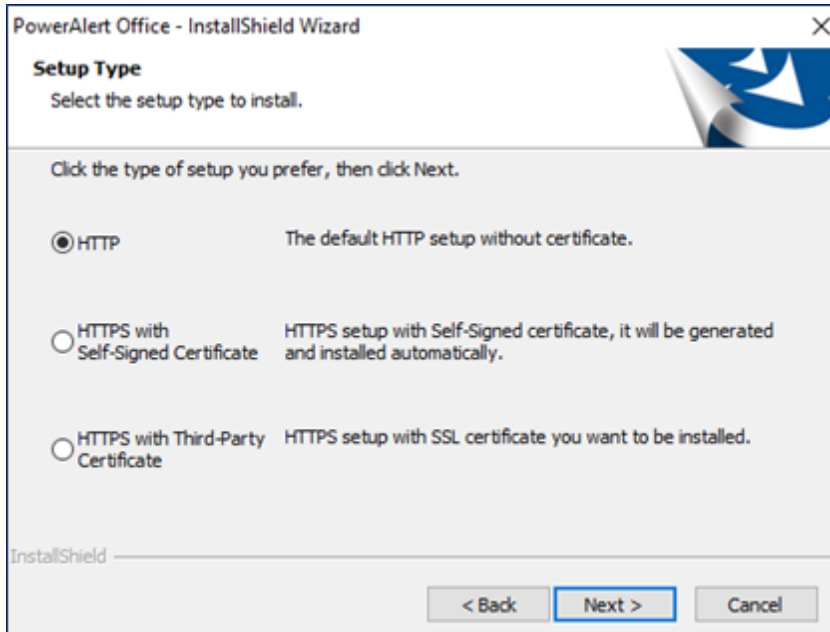 PowerAlert Office - InstallShield Wizard
Setup Type
Select the setup type to install.
Click the type of setup you prefer, then click Next.
HTTP
The default HTTP setup without certificate.
HTTPS with
Self-Signed Certificate
HTTPS setup with Self-Signed certificate, it will be generated
and installed automatically.
HTTPS with Third-Party
Certificate
HTTPS setup with SSL certificate you want to be installed.
InstallShield
< Back
Next >
Cancel